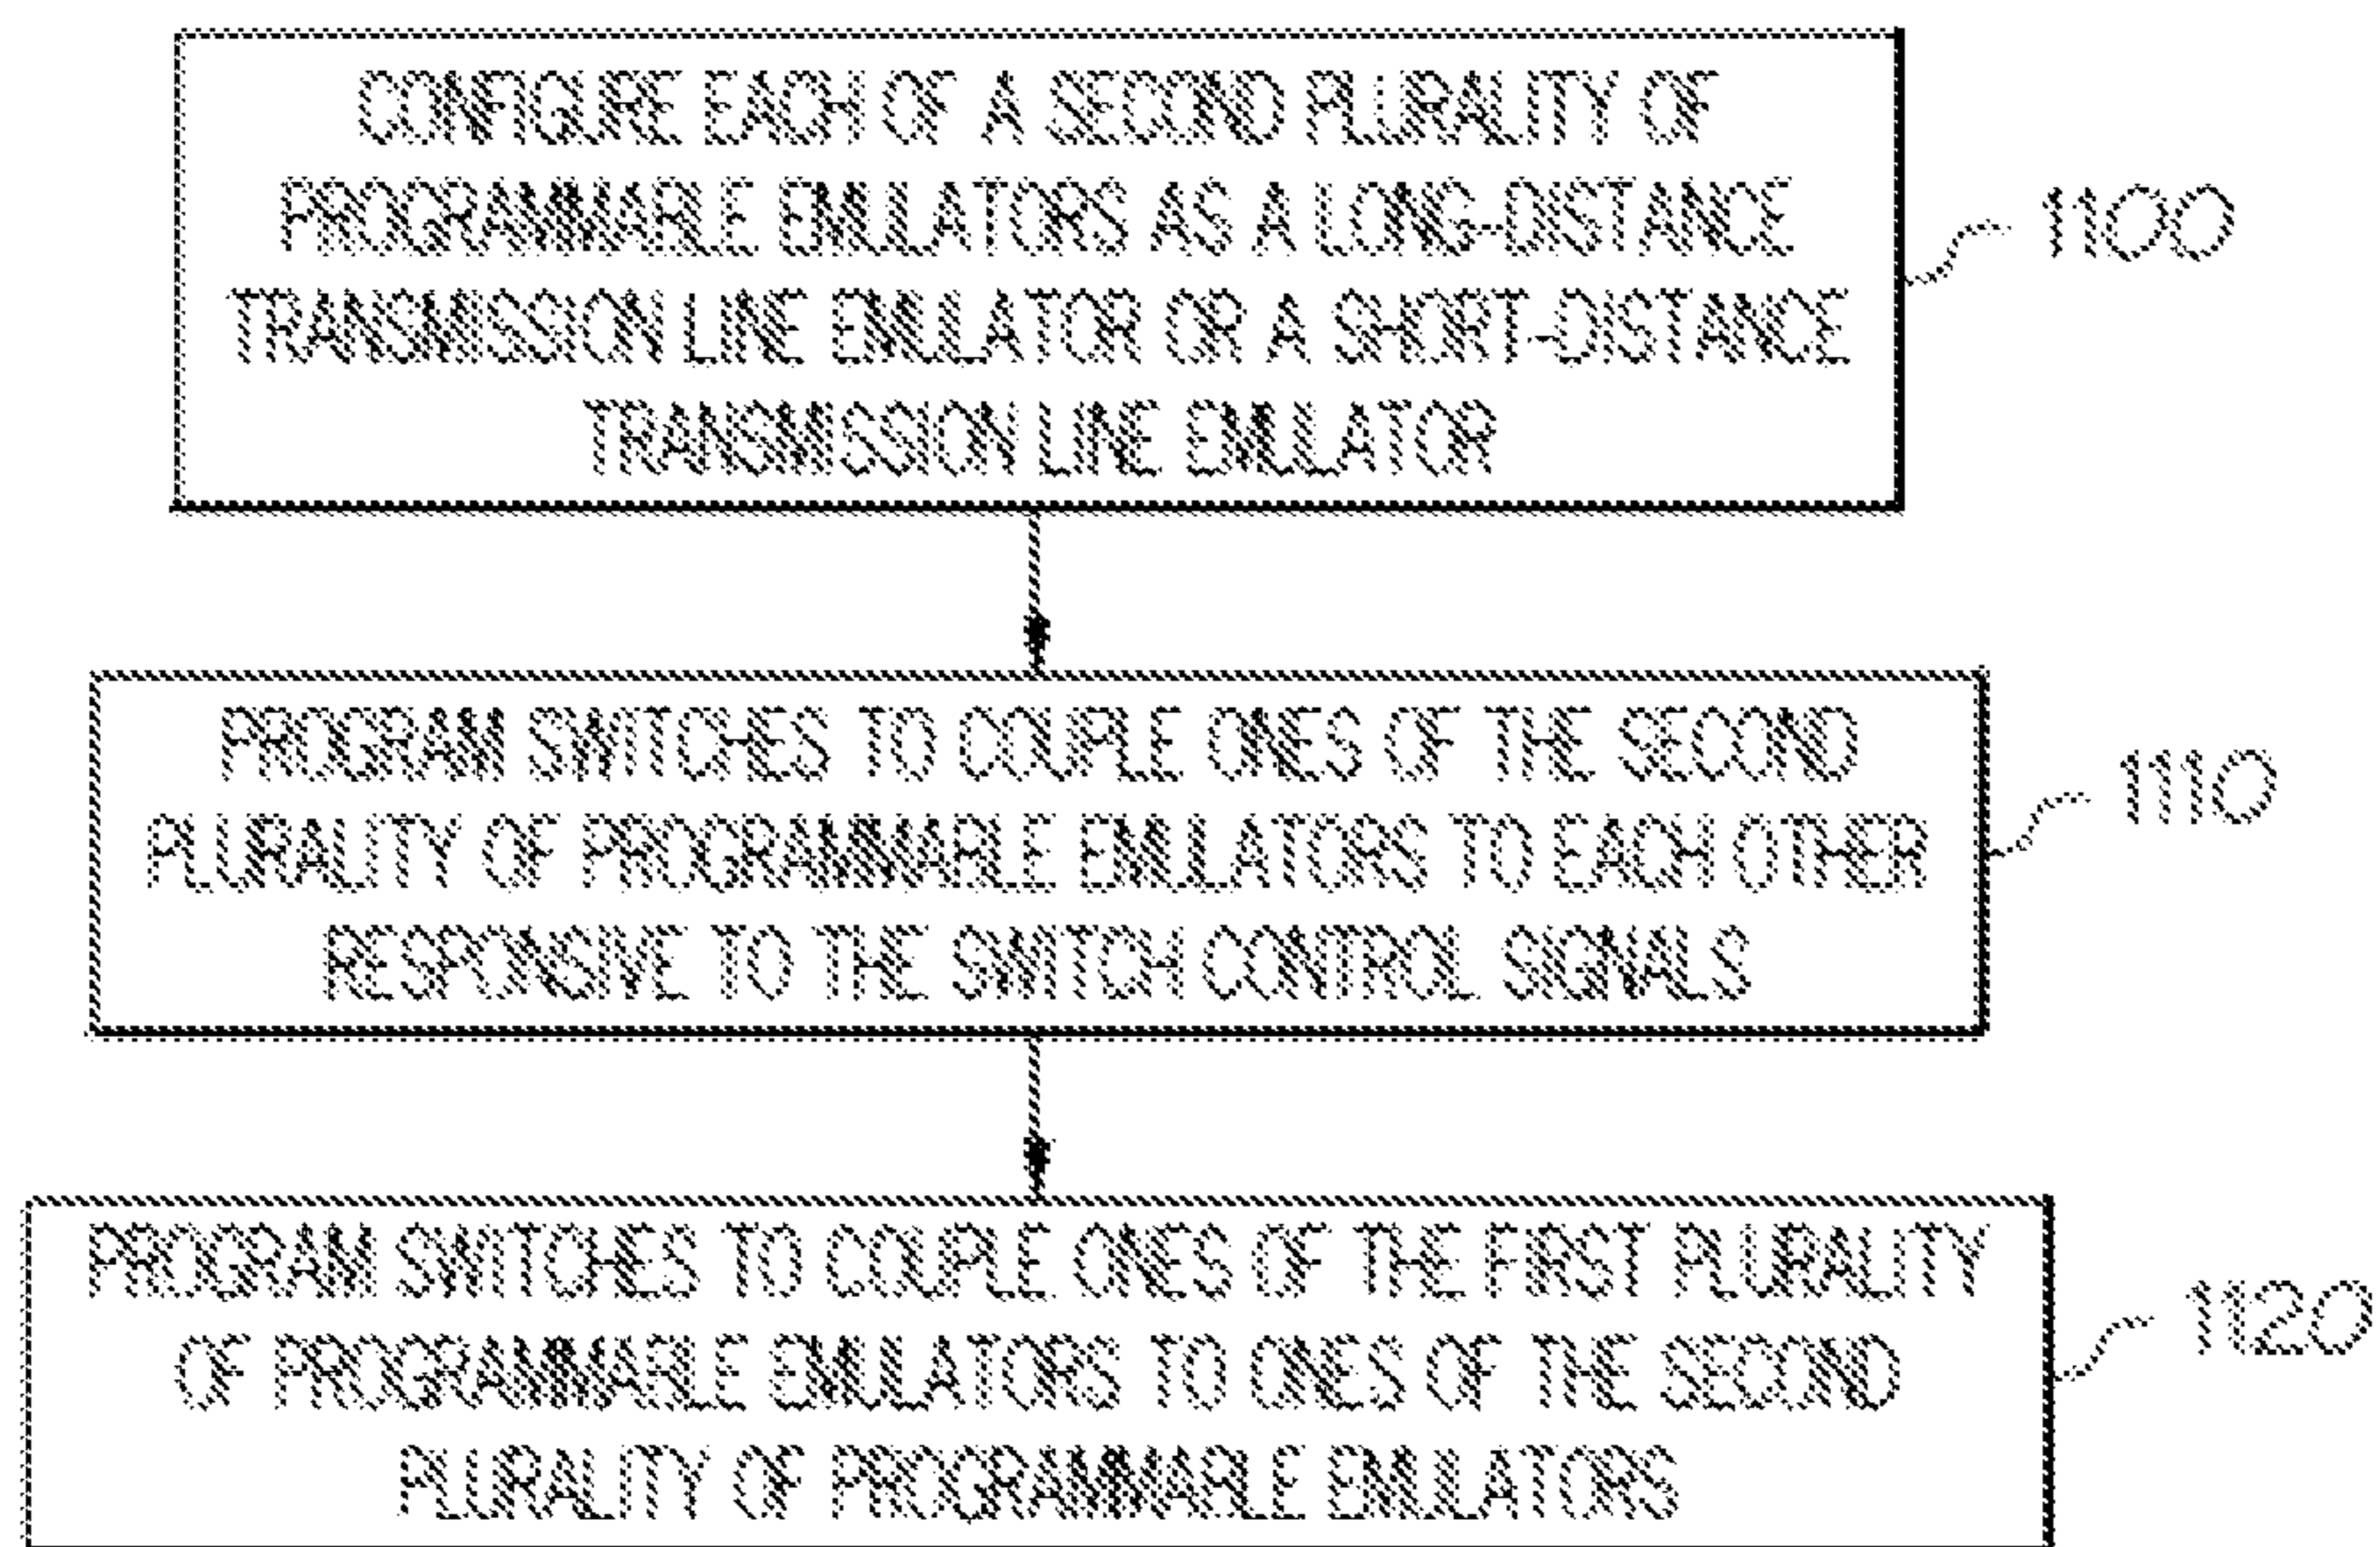 CONFIGURE EACH OF A SECOND PLURALITY OF
PROGRAMMABLE EMULATORS AS A LONG-DISTANCE
TRANSMISSION LINE EMULATOR OR A SHORT-DISTANCE
TRANSMISSION LINE EMULATOR
1100
PROGRAM SWITCHES TO COUPLE ONES OF THE SECOND
PLURALITY OF PROGRAMMABLE EMULATORS TO EACH OTHER
RESPONSIVE TO THE SWITCH CONTROL SIGNALS
1110
PROGRAM SWITCHES TO COUPLE ONES OF THE FIRST PLURALITY
OF PROGRAMMABLE EMULATORS TO ONES OF THE SECOND
PLURALITY OF PROGRAMMABLE EMULATORS
1120